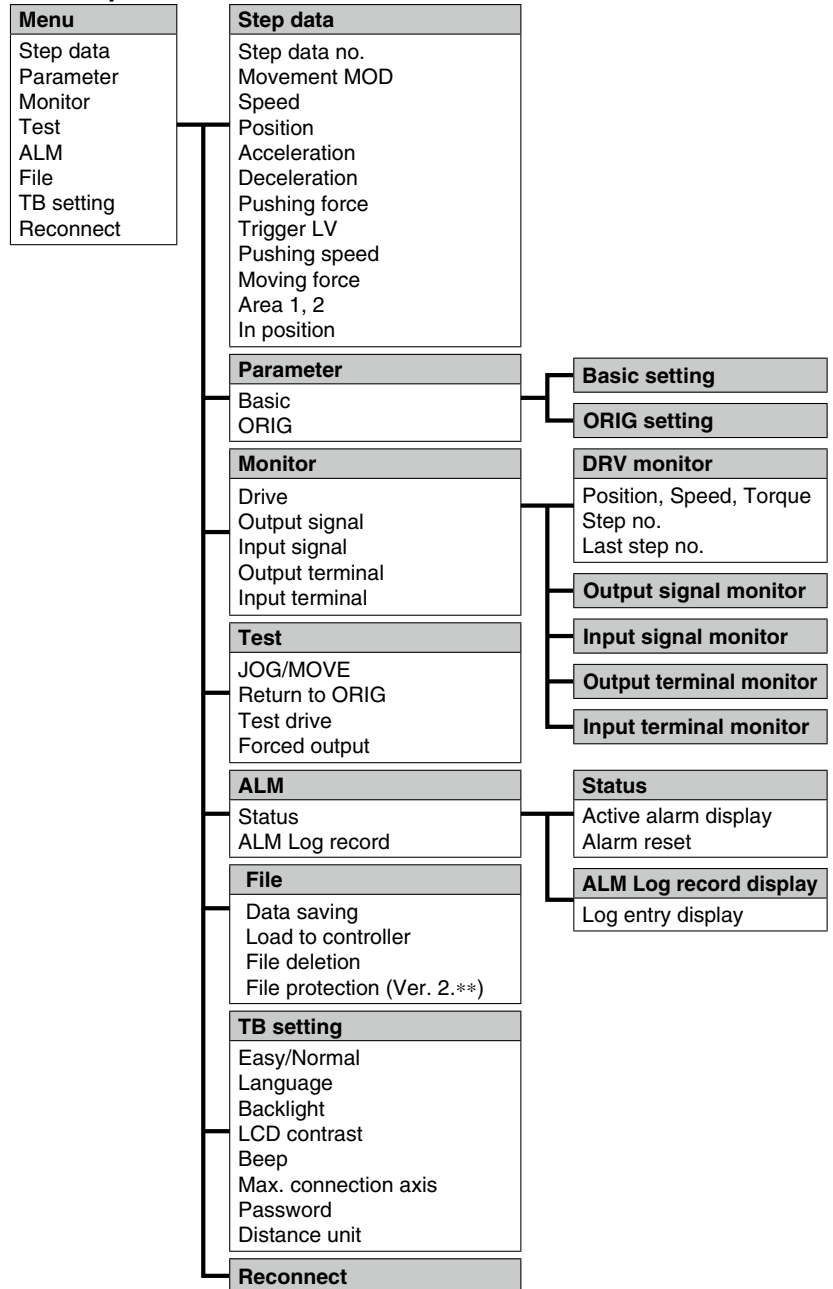 Menu
Step data
Parameter
Monitor
Test
ALM
File
TB setting
Reconnect
Step data
Step data no.
Movement MOD
Speed
Position
Acceleration
Deceleration
Pushing force
Trigger LV
Pushing speed
Moving force
Area 1, 2
In position
Parameter
Basic
ORIG
Basic setting
ORIG setting
Monitor
Drive
Output signal
Input signal
Output terminal
Input terminal
DRV monitor
Position, Speed, Torque
Step no.
Last step no.
Output signal monitor
Input signal monitor
Output terminal monitor
Input terminal monitor
Test
JOG/MOVE
Return to ORIG
Test drive
Forced output
ALM
Status
ALM Log record
Status
Active alarm display
Alarm reset
ALM Log record display
Log entry display
File
Data saving
Load to controller
File deletion
File protection (Ver. 2.**)
TB setting
Easy/Normal
Language
Backlight
LCD contrast
Beep
Max. connection axis
Password
Distance unit
Reconnect